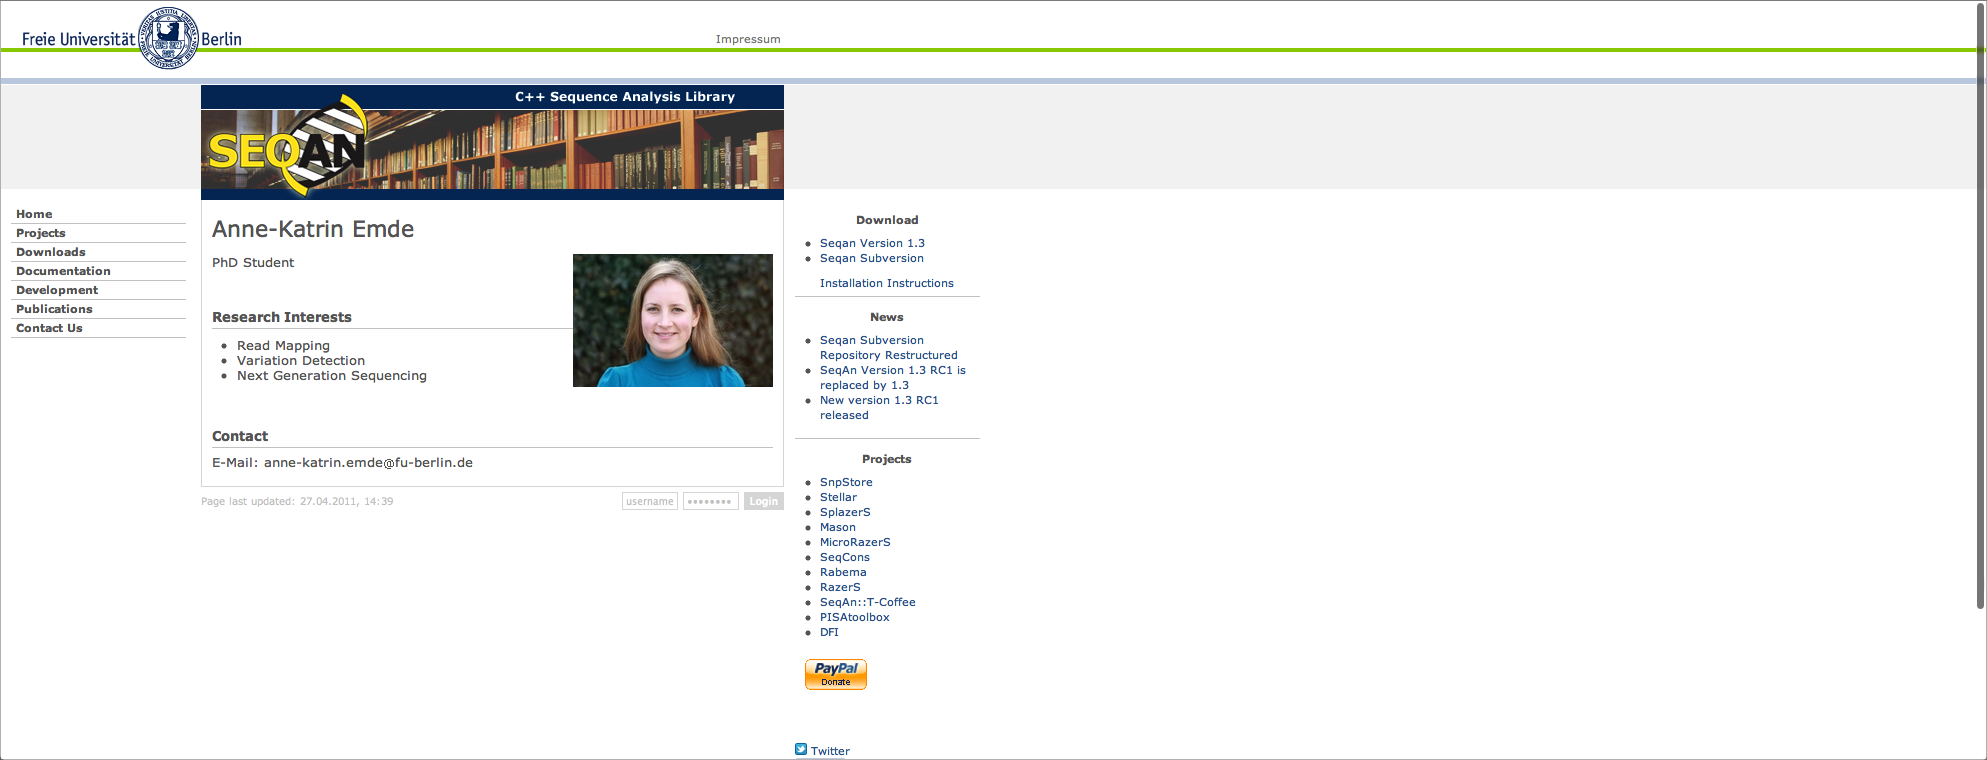 Freie Universität Berlin
Impressum
C++ Sequence Analysis Library
SEQAN
Home
Projects
Downloads
Documentation
Development
Publications
Contact Us
Anne-Katrin Emde
PhD Student
Research Interests
Read Mapping
Variation Detection
Next Generation Sequencing
Contact
E-Mail: anne-katrin.emde@fu-berlin.de
Page last updated: 27.04.2011, 14:39
username
••••••••
Login
Download
Seqan Version 1.3
Seqan Subversion
Installation Instructions
News
Seqan Subversion
Repository Restructured
SeqAn Version 1.3 RC1 is
replaced by 1.3
New version 1.3 RC1
released
Projects
SnpStore
Stellar
SplazerS
Mason
MicroRazerS
SeqCons
Rabema
RazerS
SeqAn::T-Coffee
PISAtoolbox
DFI
PayPal
Donate
Twitter